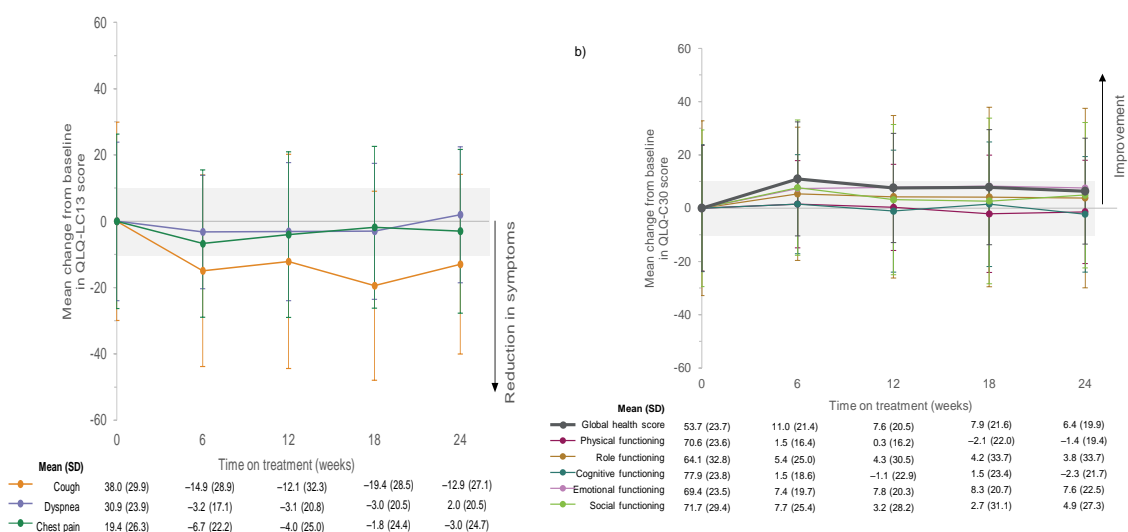 60
40
20
0
-20
-40
-60
Mean change from baseline
in QLQ-LC13 score
Reduction in symptoms
0 6 12 18 24
Time on treatment (weeks)
Mean (SD)
Cough 38.0 (29.9) −14.9 (28.9) −12.1 (32.3) −19.4 (28.5) −12.9 (27.1)
Dyspnea 30.9 (23.9) −3.2 (17.1) −3.1 (20.8) −3.0 (20.5) 2.0 (20.5)
Chest pain 19.4 (26.3) −6.7 (22.2) −4.0 (25.0) −1.8 (24.4) −3.0 (24.7)
b)
60
40
20
0
-20
-40
-60
Mean change from baseline
in QLQ-C30 score
Improvement
0 6 12 18 24
Time on treatment (weeks)
Mean (SD)
Global health score 53.7 (23.7) 11.0 (21.4) 7.6 (20.5) 7.9 (21.6) 6.4 (19.9)
Physical functioning 70.6 (23.6) 1.5 (16.4) 0.3 (16.2) −2.1 (22.0) −1.4 (19.4)
Role functioning 64.1 (32.8) 5.4 (25.0) 4.3 (30.5) 4.2 (33.7) 3.8 (33.7)
Cognitive functioning 77.9 (23.8) 1.5 (18.6) −1.1 (22.9) 1.5 (23.4) −2.3 (21.7)
Emotional functioning 69.4 (23.5) 7.4 (19.7) 7.8 (20.3) 8.3 (20.7) 7.6 (22.5)
Social functioning 71.7 (29.4) 7.7 (25.4) 3.2 (28.2) 2.7 (31.1) 4.9 (27.3)